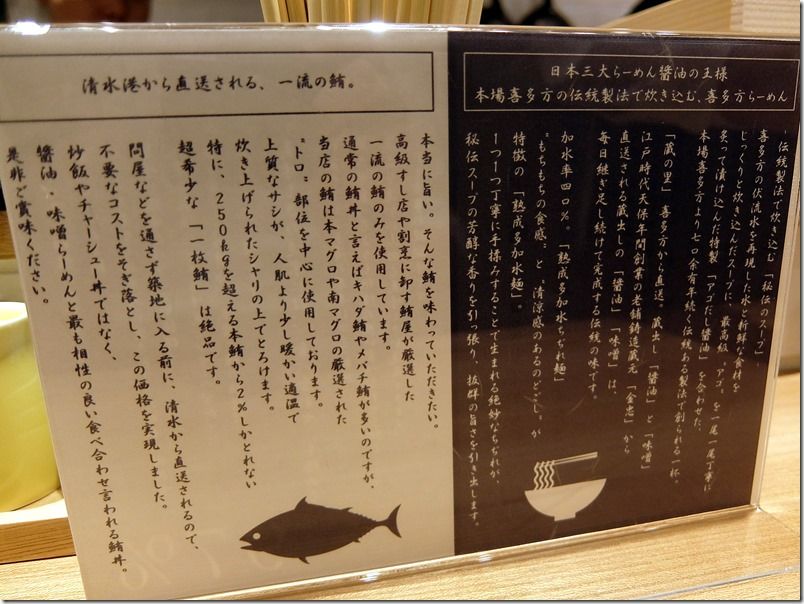 日本三大らーめん醬油の王様
本場喜多方の伝統製法で炊き込む、喜多方らーめん
伝統製法で炊き込む「秘伝のスープ」
喜多方の伏流水を再現した水と新鮮な食材を
じっくりと炊き込んだスープに、最高級「アゴ」を一尾一尾丁寧に
炙って漬け込んだ特製「アゴだし醬油」を合わせた、
本場喜多方より七〇余有年続く伝統ある製法で創られる一杯。
「蔵の里」喜多方から直送。蔵出し「醬油」と「味噌」
江戸時代天保年間創業の老舗鋳造蔵元「金忠」から
直送される蔵出しの「醬油」「味噌」は、
毎日継ぎ足し続けて完成する伝統の味です。
加水率四〇%。「熟成多加水ちぢれ麺」
〝もちもちの食感〟と〝清涼感のあるのどごし〟が
特徴の「熟成多加水麺」。
一つ一つ丁寧に手揉みすることで生まれる絶妙なちぢれが、
秘伝スープの芳醇な香りを引っ張り、抜群の旨さを引き出します。
清水港から直送される、一流の鮪。
本当に旨い。そんな鮪を味わっていただきたい。
高級すし店や割烹に卸す鮪屋が厳選した
一流の鮪のみを使用しています。
通常の鮪丼と言えばキハダ鮪やメバチ鮪が多いのですが、
当店の鮪は本マグロや南マグロの厳選された
〝トロ〟部位を中心に使用しております。
上質なサシが、人肌より少し暖かい適温で
炊き上げられたシャリの上でとろけます。
特に、250kgを超える本鮪から2%しかとれない
超希少な「一枚鮪」は絶品です。
問屋などを通さず築地に入る前に、清水から直送されるので、
不要なコストをそぎ落とし、この価格を実現しました。
炒飯やチャーシュー丼ではなく、
醬油・味噌らーめんと最も相性の良い食べ合わせ言われる鮪丼。
是非ご賞味ください。